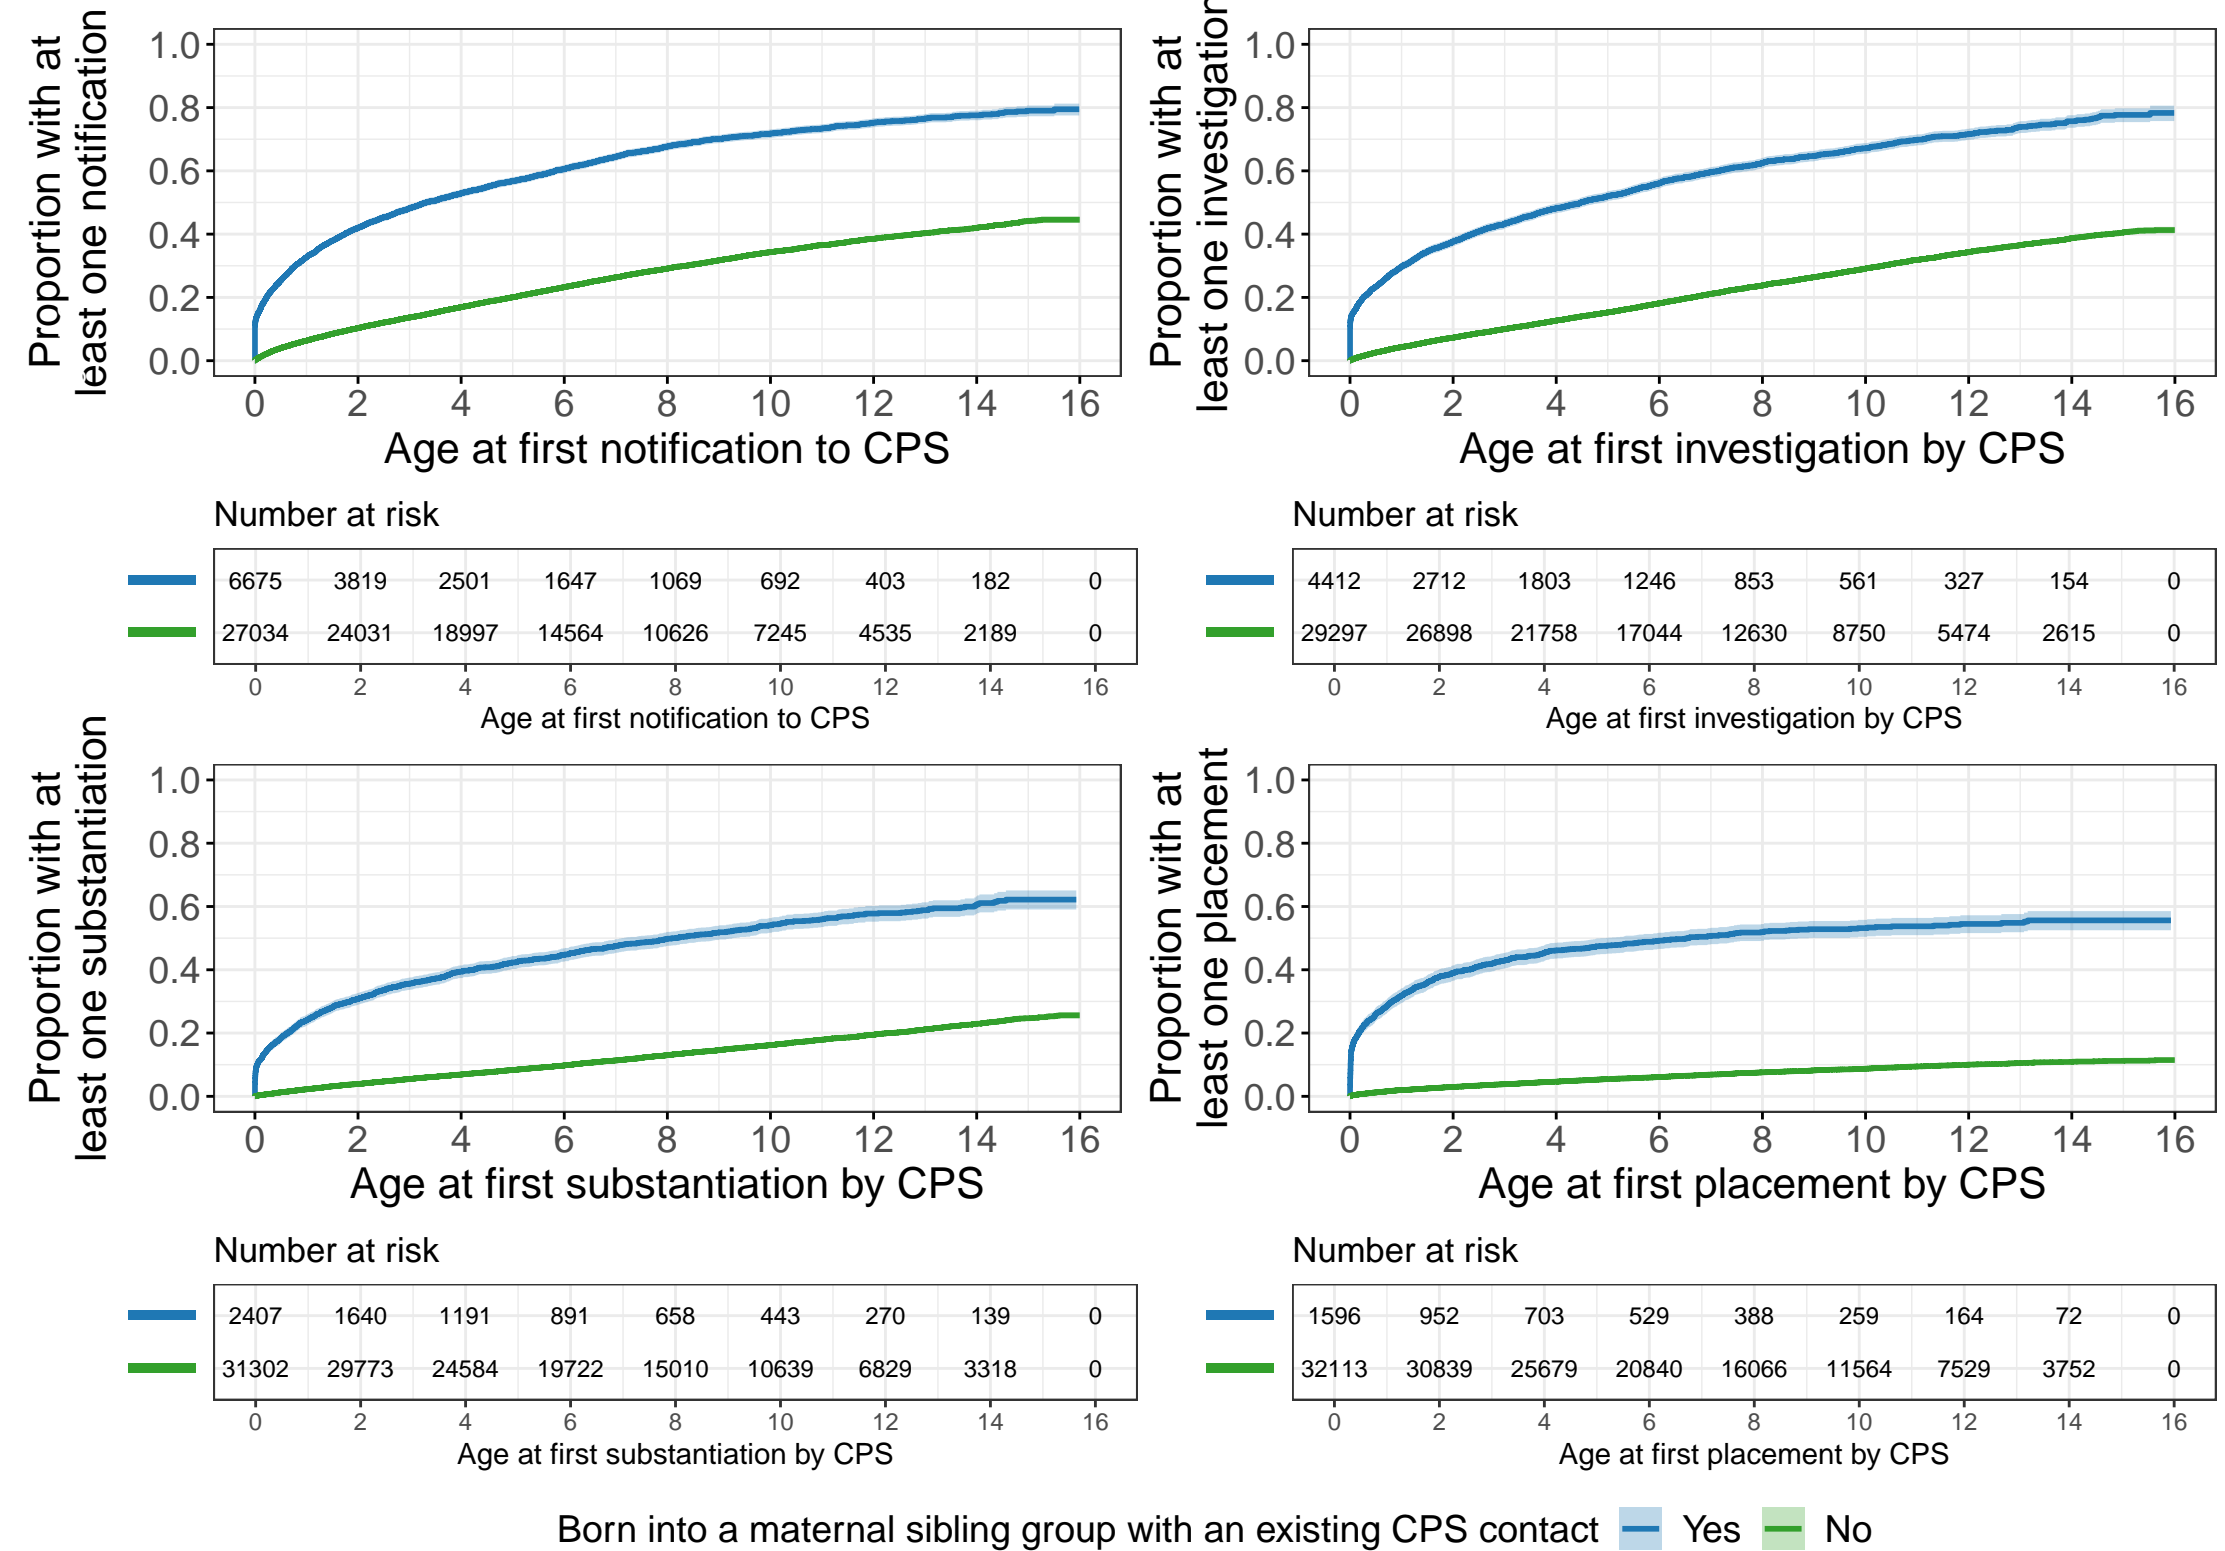 Proportion with at
least one notification
1.0
0.8
0.6
0.4
0.2
0.0
0 2 4 6 8 10 12 14 16
Age at first notification to CPS
Number at risk
6675 3819 2501 1647 1069 692 403 182 0
27034 24031 18997 14564 10626 7245 4535 2189 0
0 2 4 6 8 10 12 14 16
Age at first notification to CPS
Proportion with at
least one investigation
1.0
0.8
0.6
0.4
0.2
0.0
0 2 4 6 8 10 12 14 16
Age at first investigation by CPS
Number at risk
4412 2712 1803 1246 853 561 327 154 0
29297 26898 21758 17044 12630 8750 5474 2615 0
0 2 4 6 8 10 12 14 16
Age at first investigation by CPS
Proportion with at
least one substantiation
1.0
0.8
0.6
0.4
0.2
0.0
0 2 4 6 8 10 12 14 16
Age at first substantiation by CPS
Number at risk
2407 1640 1191 891 658 443 270 139 0
31302 29773 24584 19722 15010 10639 6829 3318 0
0 2 4 6 8 10 12 14 16
Age at first substantiation by CPS
Proportion with at
least one placement
1.0
0.8
0.6
0.4
0.2
0.0
0 2 4 6 8 10 12 14 16
Age at first placement by CPS
Number at risk
1596 952 703 529 388 259 164 72 0
32113 30839 25679 20840 16066 11564 7529 3752 0
0 2 4 6 8 10 12 14 16
Age at first placement by CPS
Born into a maternal sibling group with an existing CPS contact Yes No